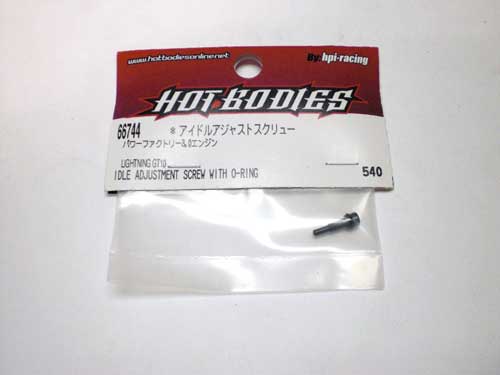 www.hotbodiesonline.net
By: hpi-racing
HOT BODIES
66744 *アイドルアジャストスクリュー
パワーファクトリー3.0エンジン
LIGHTNING GT10
IDLE ADJUSTMENT SCREW WITH O-RING
540